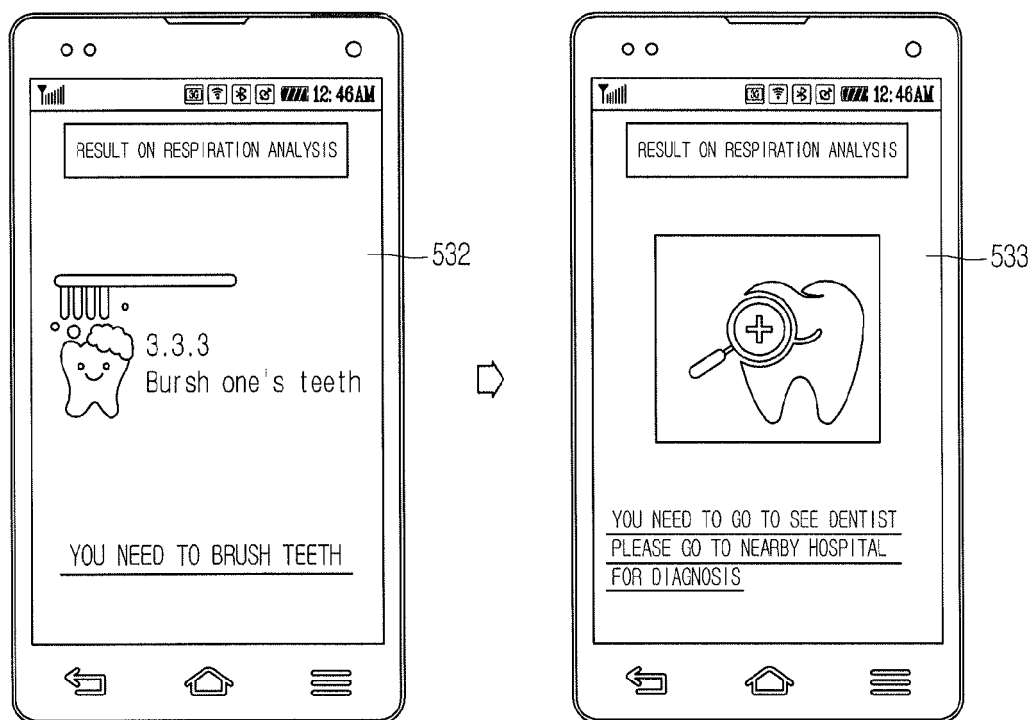 3G 12:46AM
RESULT ON RESPIRATION ANALYSIS
532
3.3.3
Bursh one's teeth
YOU NEED TO BRUSH TEETH
3G 12:46AM
RESULT ON RESPIRATION ANALYSIS
533
YOU NEED TO GO TO SEE DENTIST
PLEASE GO TO NEARBY HOSPITAL
FOR DIAGNOSIS